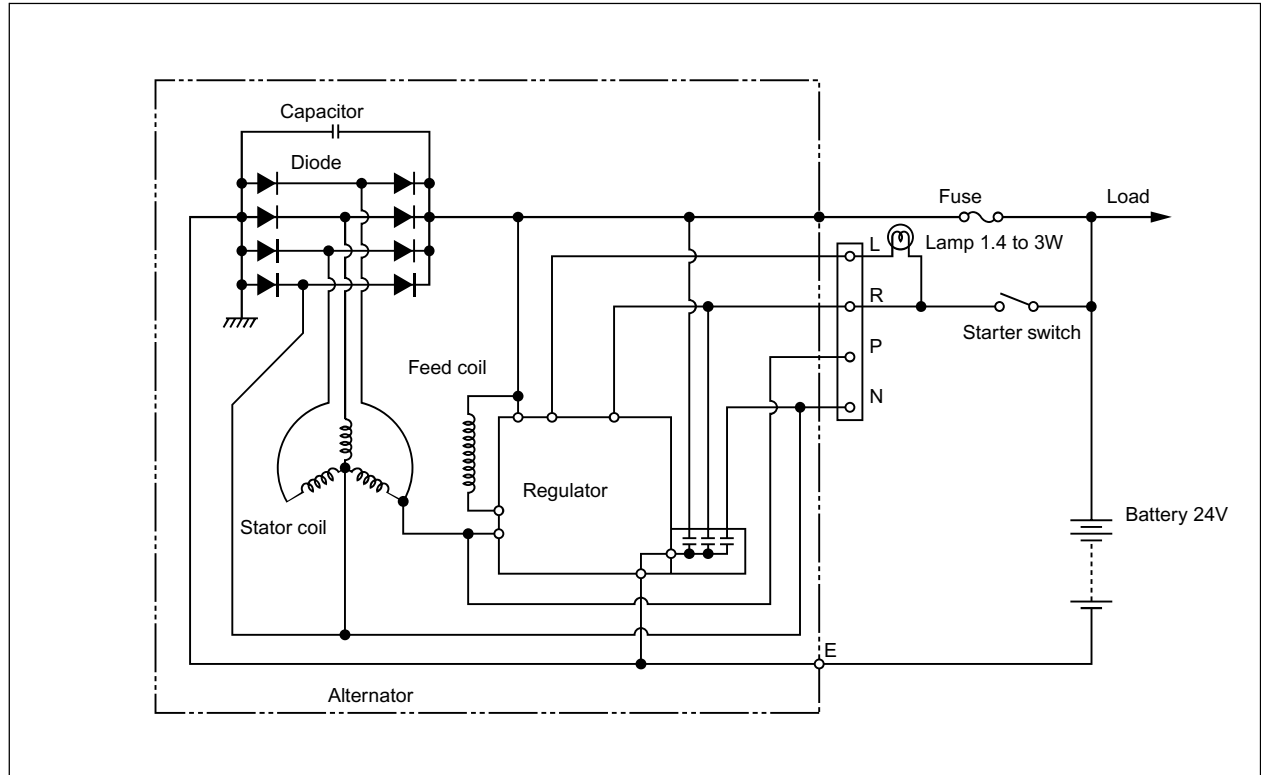 Capacitor
Diode
Fuse
Load
L
Lamp 1.4 to 3W
R
Starter switch
P
Feed coil
N
Regulator
Battery 24V
Stator coil
E
Alternator